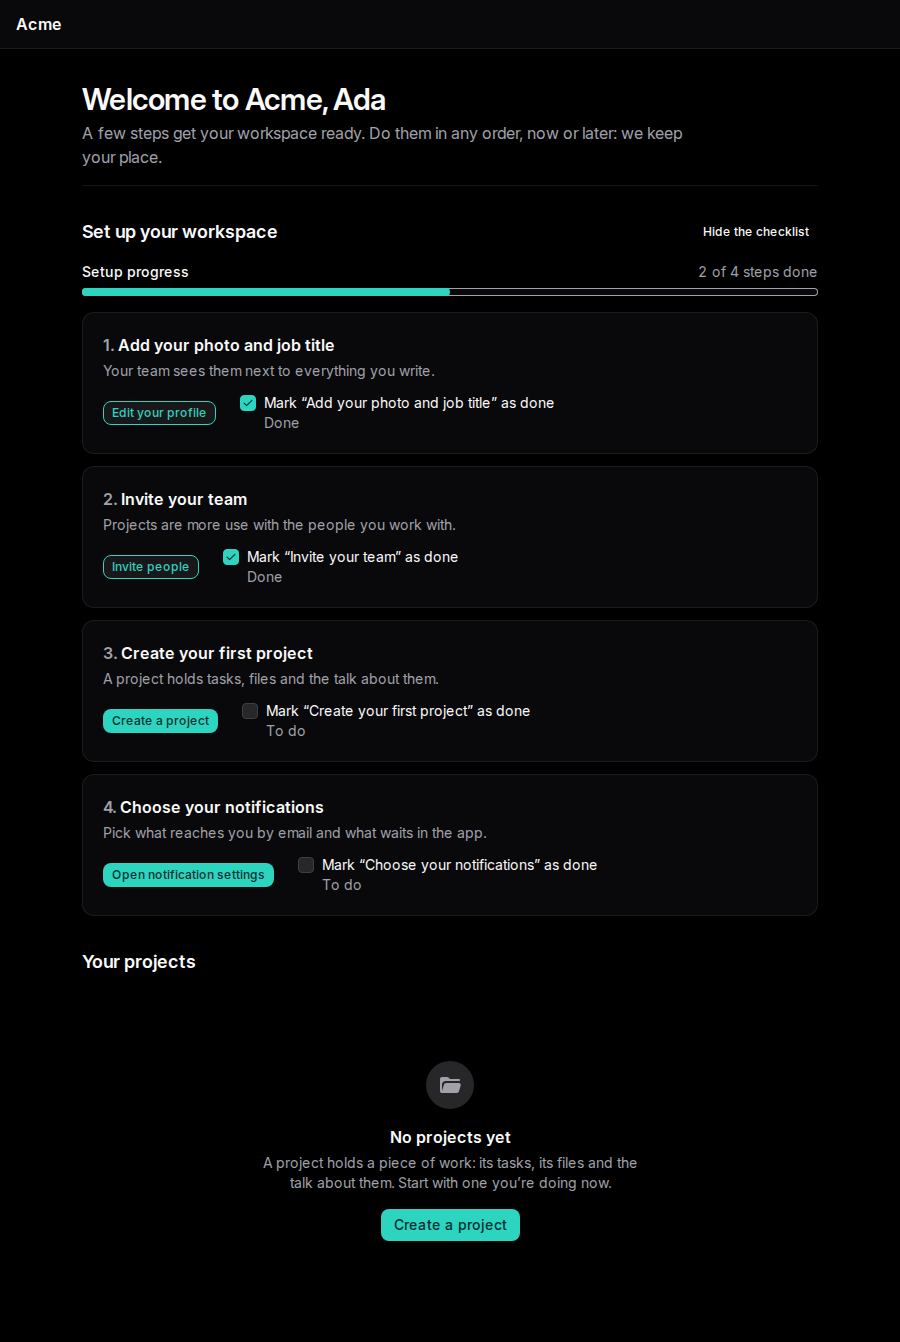 Acme
Welcome to Acme, Ada
A few steps get your workspace ready. Do them in any order, now or later: we keep
your place.
Set up your workspace
Hide the checklist
Setup progress
2 of 4 steps done
1. Add your photo and job title
Your team sees them next to everything you write.
Edit your profile
Mark “Add your photo and job title” as done
Done
2. Invite your team
Projects are more use with the people you work with.
Invite people
Mark “Invite your team” as done
Done
3. Create your first project
A project holds tasks, files and the talk about them.
Create a project
Mark “Create your first project” as done
To do
4. Choose your notifications
Pick what reaches you by email and what waits in the app.
Open notification settings
Mark “Choose your notifications” as done
To do
Your projects
No projects yet
A project holds a piece of work: its tasks, its files and the
talk about them. Start with one you’re doing now.
Create a project